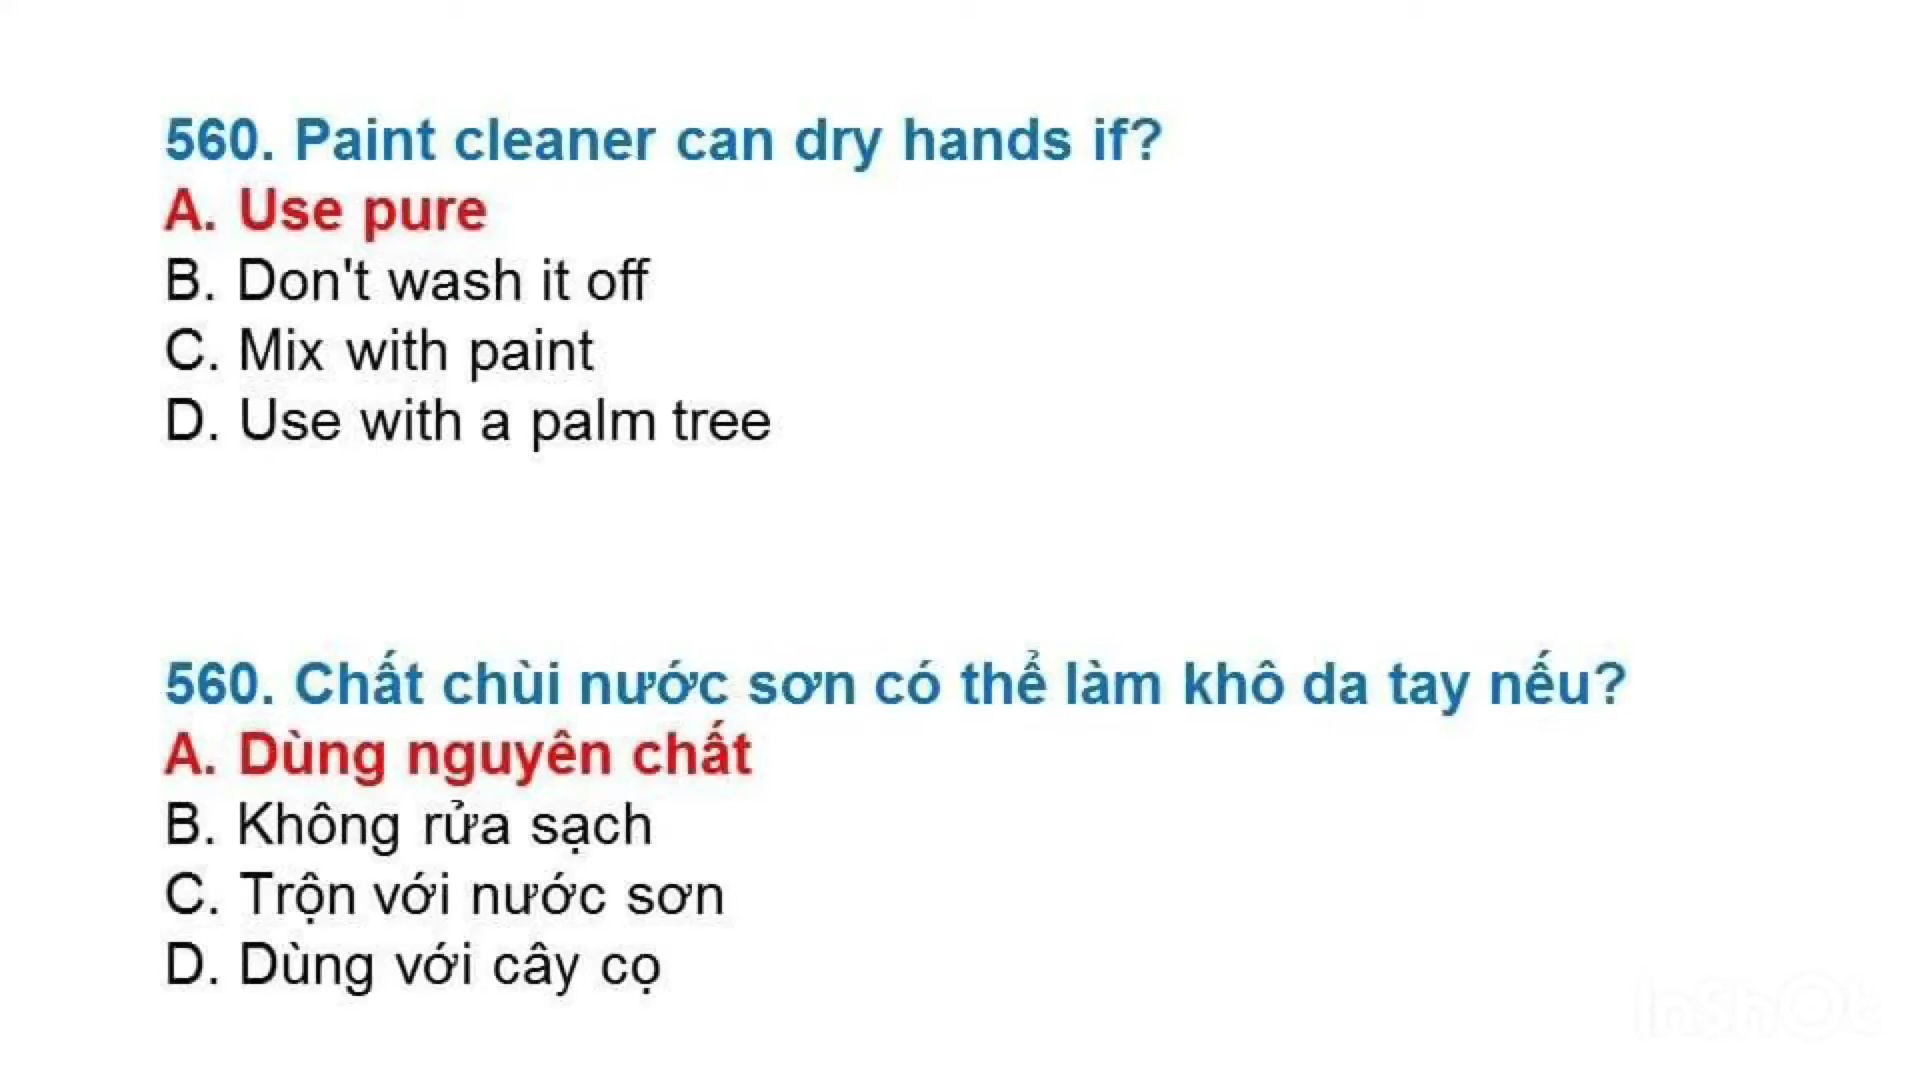 560. Paint cleaner can dry hands if?
A. Use pure
B. Don't wash it off
C. Mix with paint
D. Use with a palm tree
560. Chất chùi nước sơn có thể làm khô da tay nếu?
A. Dùng nguyên chất
B. Không rửa sạch
C. Trộn với nước sơn
D. Dùng với cây cọ
InShOt